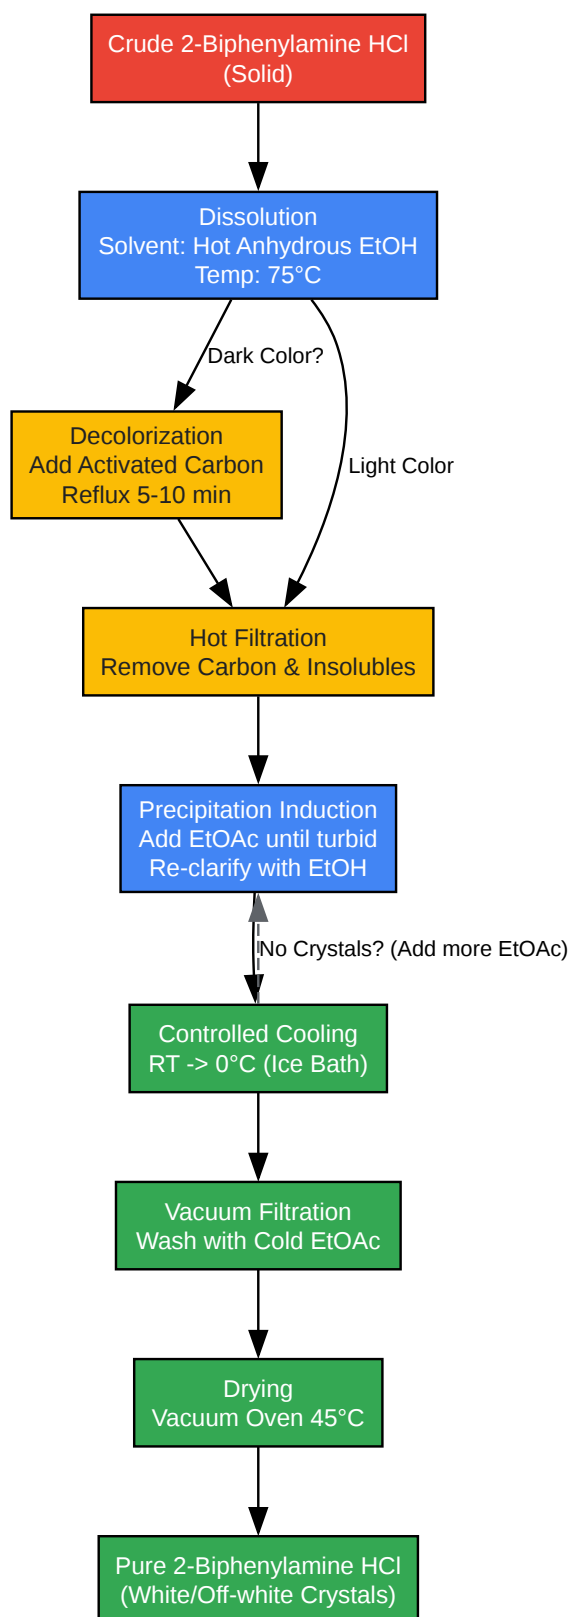 Crude 2-Biphenylamine HCl
(Solid)
Dissolution
Solvent: Hot Anhydrous EtOH
Temp: 75°C
Dark Color?
Decolorization
Add Activated Carbon
Reflux 5-10 min
Light Color
Hot Filtration
Remove Carbon & Insolubles
Precipitation Induction
Add EtOAc until turbid
Re-clarify with EtOH
No Crystals? (Add more EtOAc)
Controlled Cooling
RT -> 0°C (Ice Bath)
Vacuum Filtration
Wash with Cold EtOAc
Drying
Vacuum Oven 45°C
Pure 2-Biphenylamine HCl
(White/Off-white Crystals)